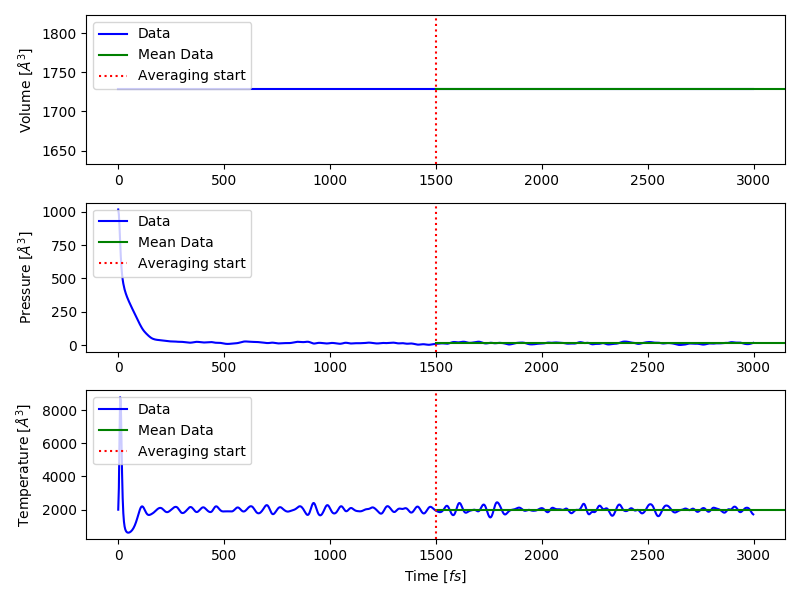 Volume [Å³]
1800
1750
1700
1650
Data
Mean Data
Averaging start
0 500 1000 1500 2000 2500 3000
Pressure [Å³]
1000
750
500
250
0
Data
Mean Data
Averaging start
0 500 1000 1500 2000 2500 3000
Temperature [Å³]
8000
6000
4000
2000
Data
Mean Data
Averaging start
0 500 1000 1500 2000 2500 3000
Time [fs]